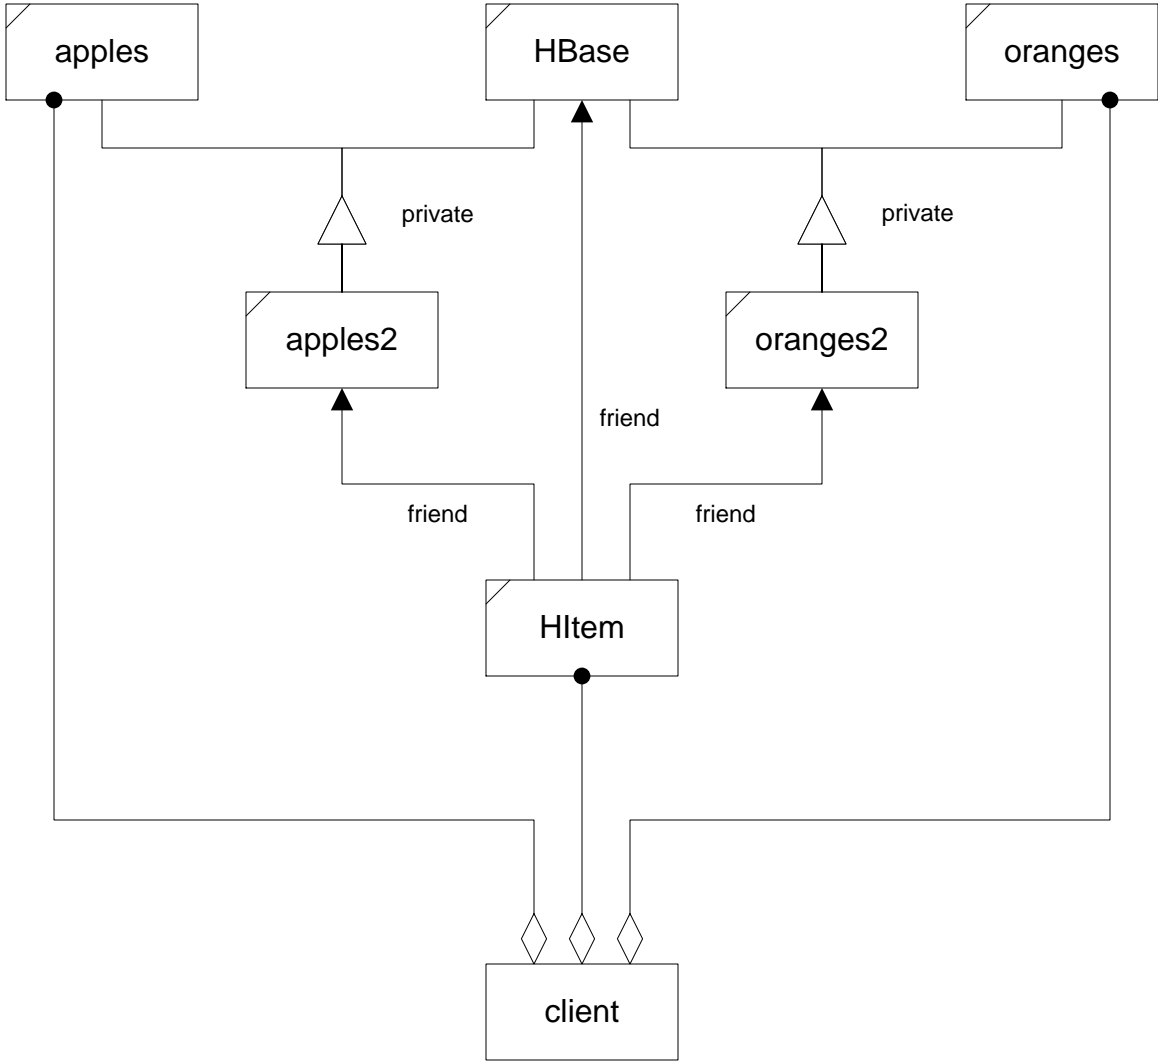 apples
HBase
oranges
private
private
apples2
oranges2
friend
friend
friend
HItem
client